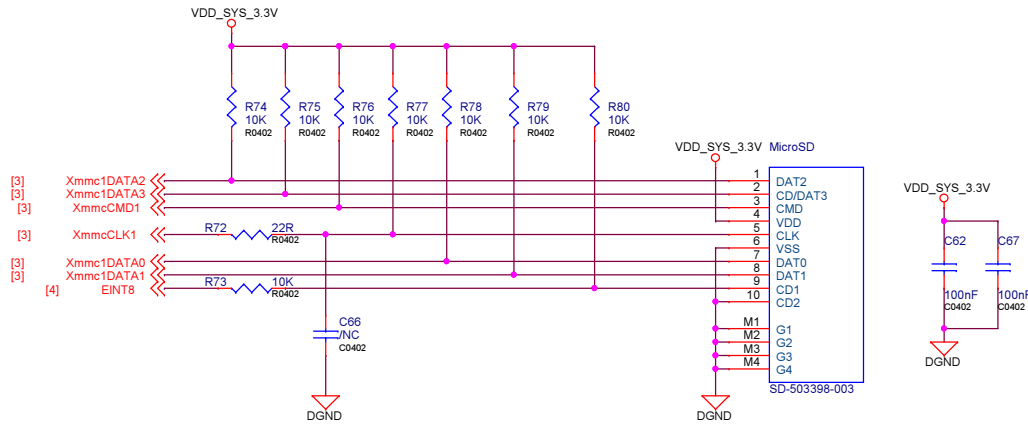 VDD_SYS_3.3V
R74
10K
R0402
R75
10K
R0402
R76
10K
R0402
R77
10K
R0402
R78
10K
R0402
R79
10K
R0402
R80
10K
R0402
VDD_SYS_3.3V MicroSD
[3] Xmmc1DATA2 1 DAT2
[3] Xmmc1DATA3 2 CD/DAT3
[3] XmmcCMD1 3 CMD
4 VDD
[3] XmmcCLK1 R72 22R R0402 5 CLK
6 VSS
[3] Xmmc1DATA0 7 DAT0
[3] Xmmc1DATA1 8 DAT1
[4] EINT8 R73 10K R0402 9 CD1
10 CD2
M1 G1
M2 G2
M3 G3
M4 G4
SD-503398-003
C66
/NC
C0402
DGND
DGND
VDD_SYS_3.3V
C62
100nF
C0402
C67
100nF
C0402
DGND